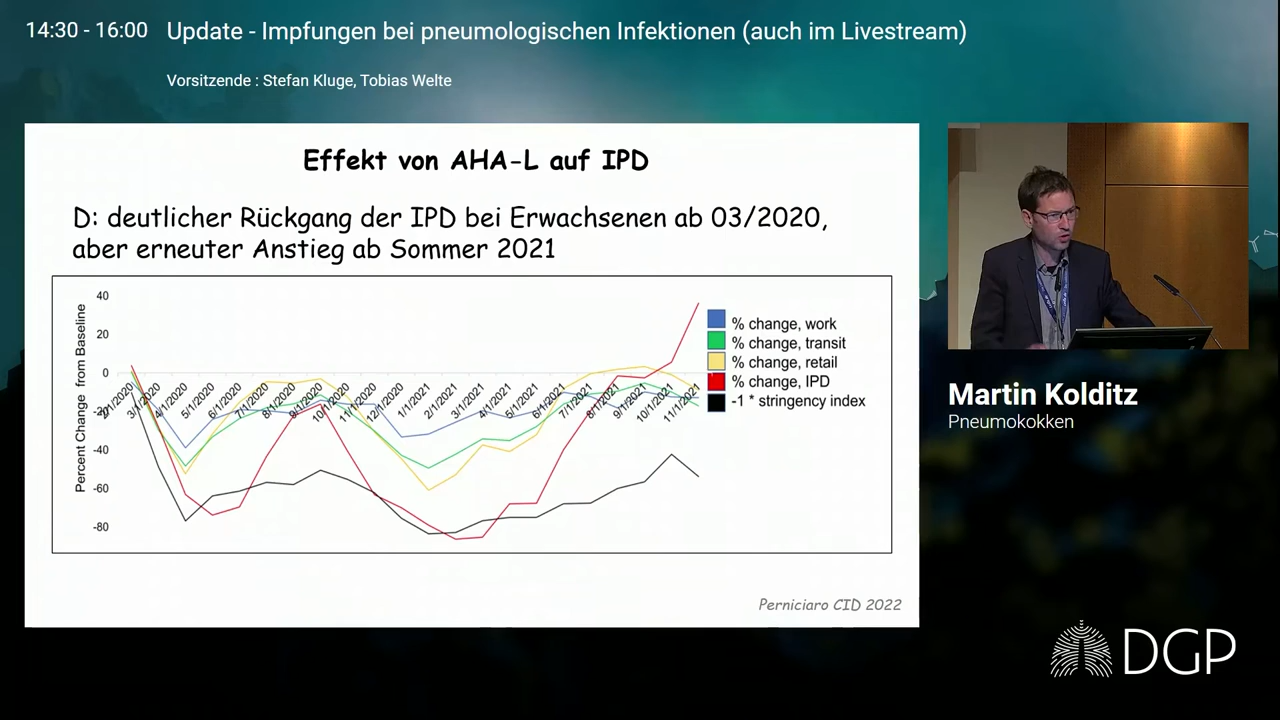 14:30 - 16:00 Update - Impfungen bei pneumologischen Infektionen (auch im Livestream)
Vorsitzende : Stefan Kluge, Tobias Welte
Effekt von AHA-L auf IPD
D: deutlicher Rückgang der IPD bei Erwachsenen ab 03/2020,
aber erneuter Anstieg ab Sommer 2021
Percent Change from Baseline
40
20
0
-20
-40
-60
-80
3/1/2020
4/1/2020
5/1/2020
6/1/2020
7/1/2020
8/1/2020
9/1/2020
10/1/2020
11/1/2020
12/1/2020
1/1/2021
2/1/2021
3/1/2021
4/1/2021
5/1/2021
6/1/2021
7/1/2021
8/1/2021
9/1/2021
10/1/2021
11/1/2021
% change, work
% change, transit
% change, retail
% change, IPD
-1 * stringency index
Perniciaro CID 2022
Martin Kolditz
Pneumokokken
DGP